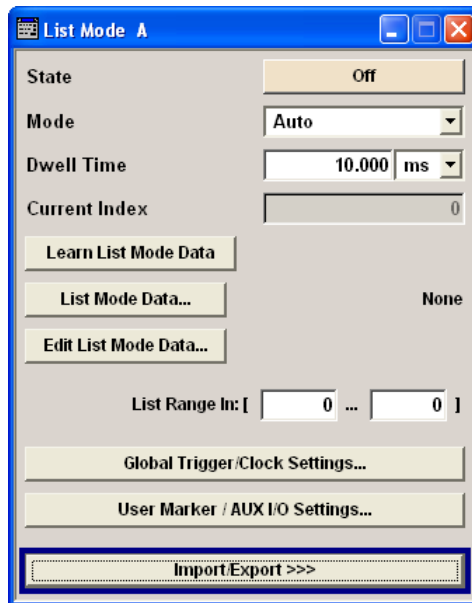 List Mode A
State Off
Mode Auto
Dwell Time 10.000 ms
Current Index 0
Learn List Mode Data
List Mode Data... None
Edit List Mode Data...
List Range In: [ 0 ... 0 ]
Global Trigger/Clock Settings...
User Marker / AUX I/O Settings...
Import/Export >>>